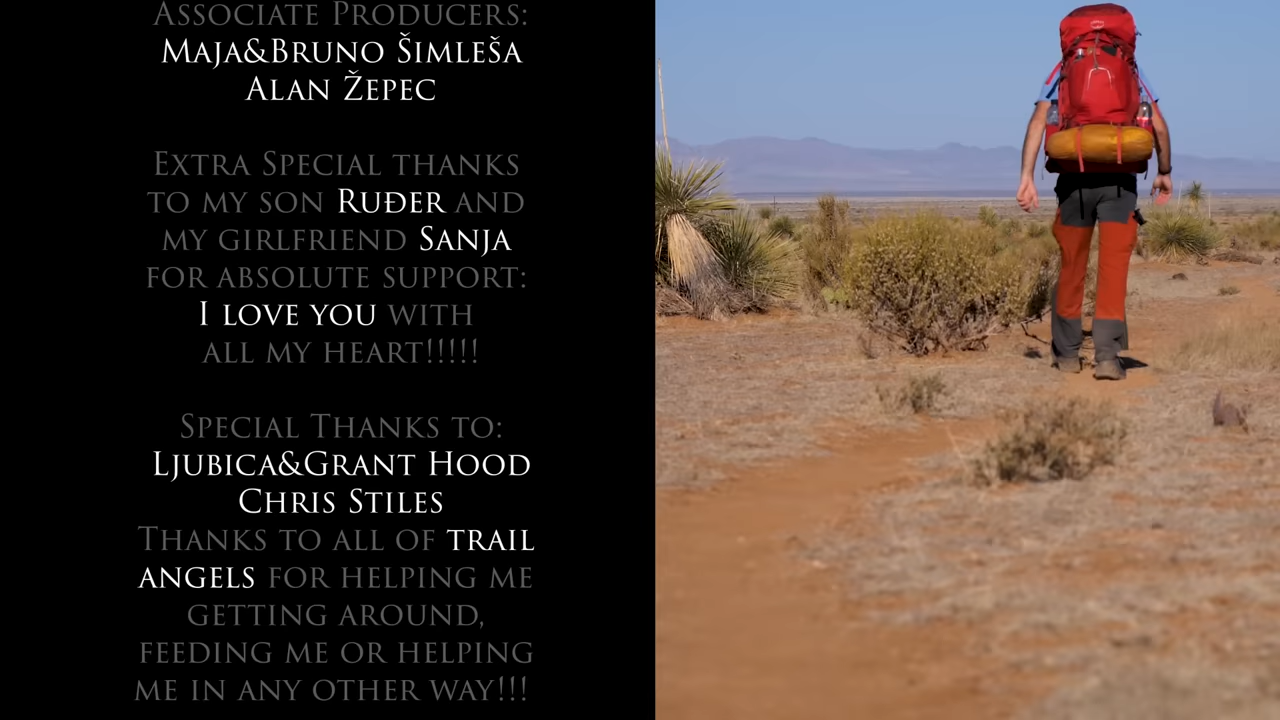 Associate Producers:
Maja&Bruno Šimleša
Alan Žepec
Extra Special thanks
to my son Ruđer and
my girlfriend Sanja
for absolute support:
I love you with
all my heart!!!!!
Special Thanks to:
Ljubica&Grant Hood
Chris Stiles
Thanks to all of trail
angels for helping me
getting around,
feeding me or helping
me in any other way!!!